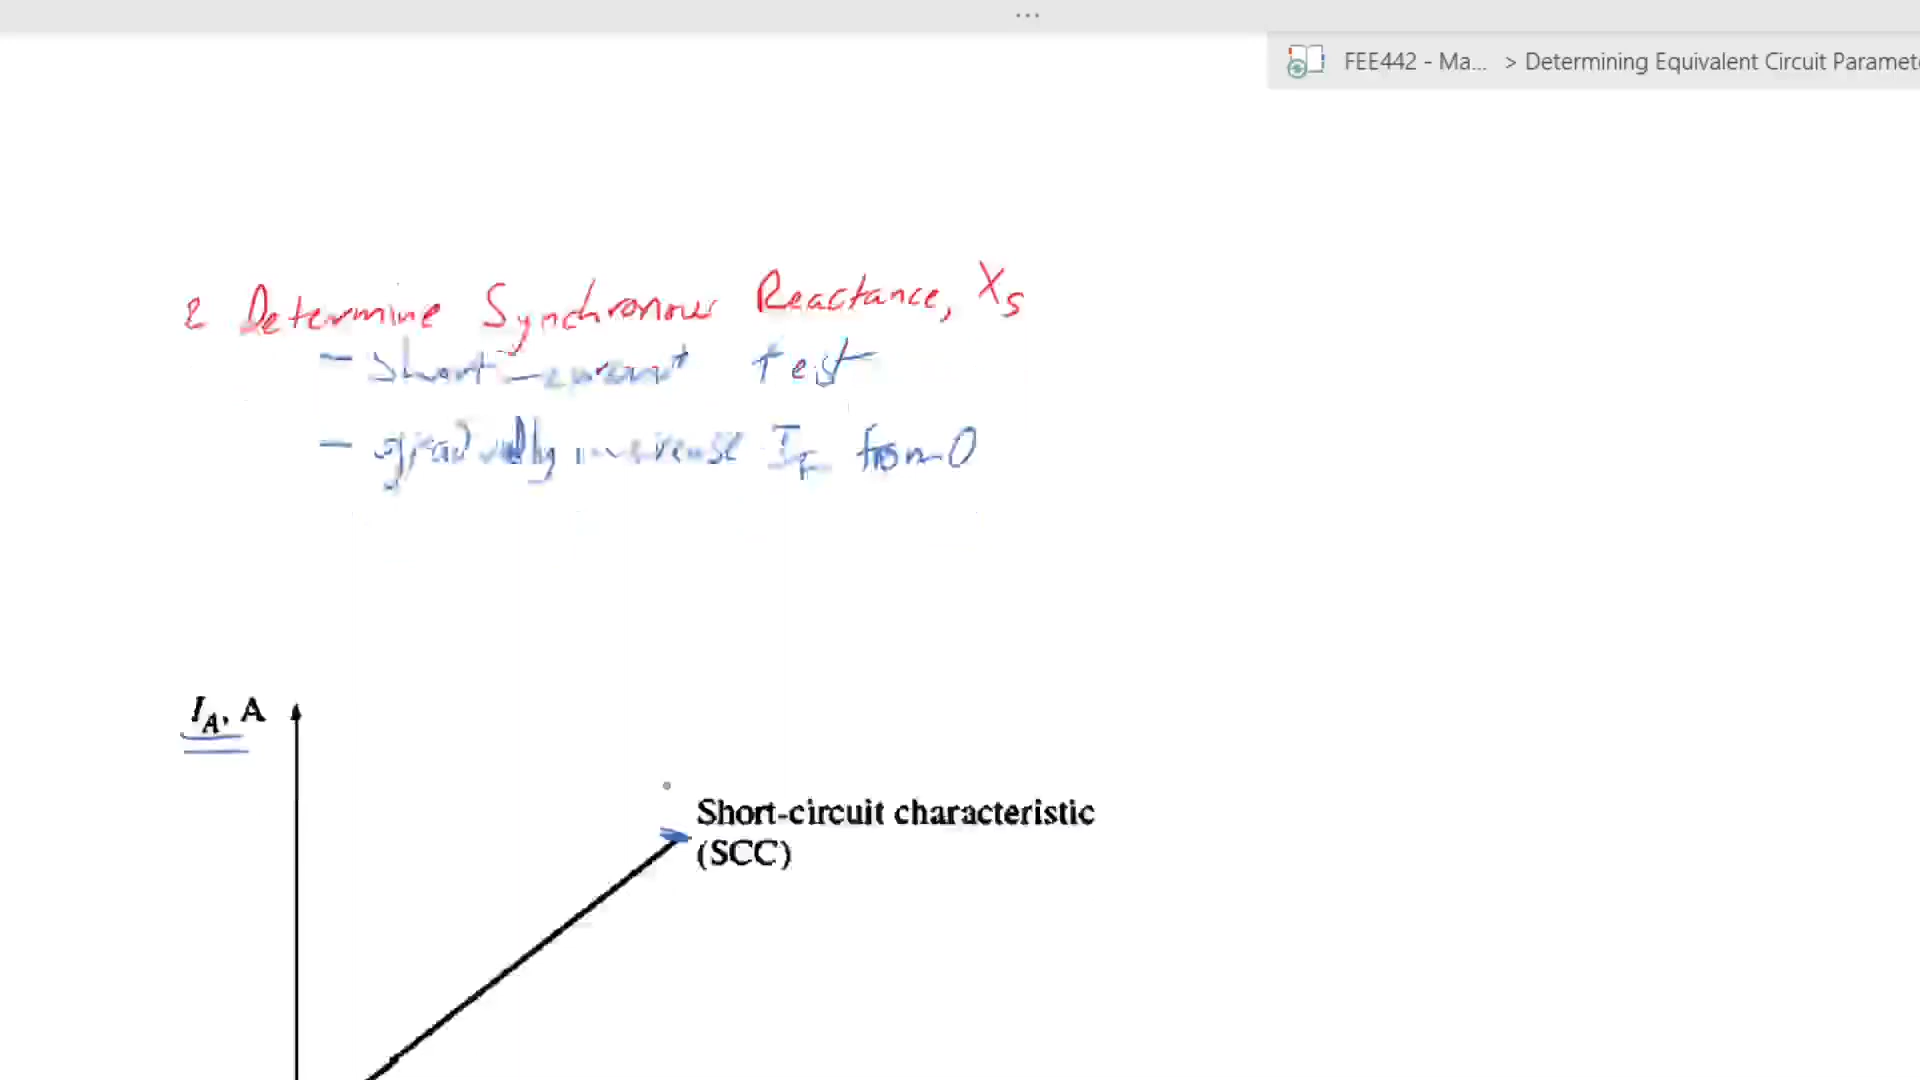 ...
FEE442 - Ma... > Determining Equivalent Circuit Paramet
2 Determine Synchronous Reactance, Xs
- Short-circuit test
- gradually increase IF from 0
IA, A
Short-circuit characteristic
(SCC)